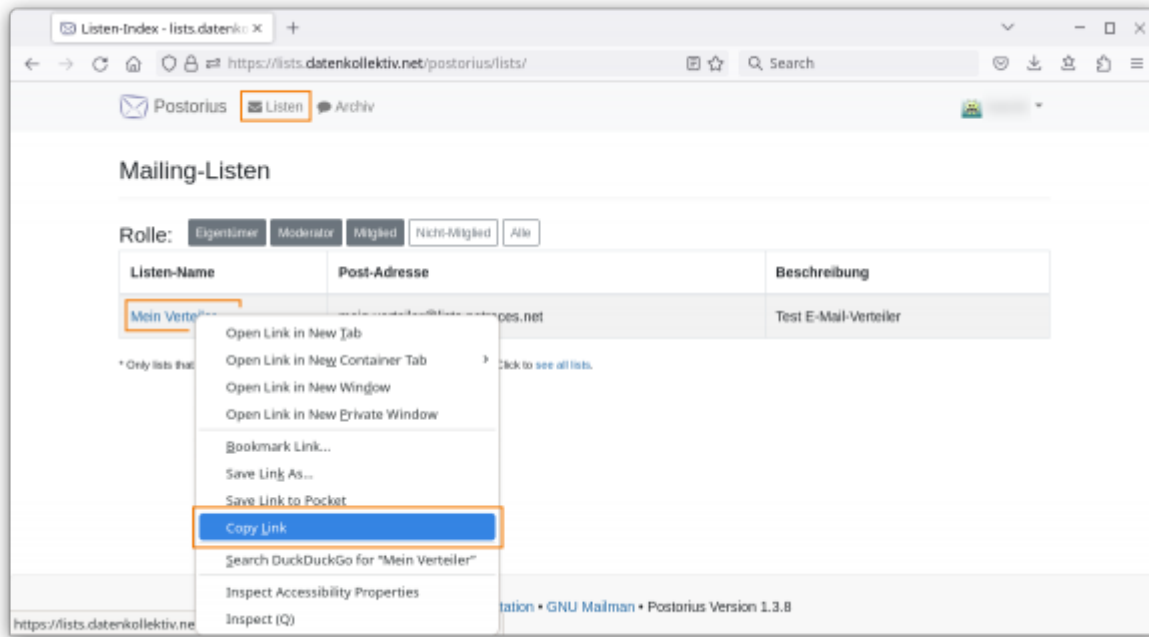 Listen-Index - lists.datenko
https://lists.datenkollektiv.net/postorius/lists/
Search
Postorius Listen Archiv
Mailing-Listen
Rolle: Eigentümer Moderator Mitglied Nicht-Mitglied Alle
Listen-Name Post-Adresse Beschreibung
Mein Verteiler Test E-Mail-Verteiler
Open Link in New Tab
* Only lists that Click to see all lists.
Open Link in New Container Tab
Open Link in New Window
Open Link in New Private Window
Bookmark Link...
Save Link As...
Save Link to Pocket
Copy Link
Search DuckDuckGo for "Mein Verteiler"
Inspect Accessibility Properties
GNU Mailman • Postorius Version 1.3.8
Inspect (Q)
https://lists.datenkollektiv.ne